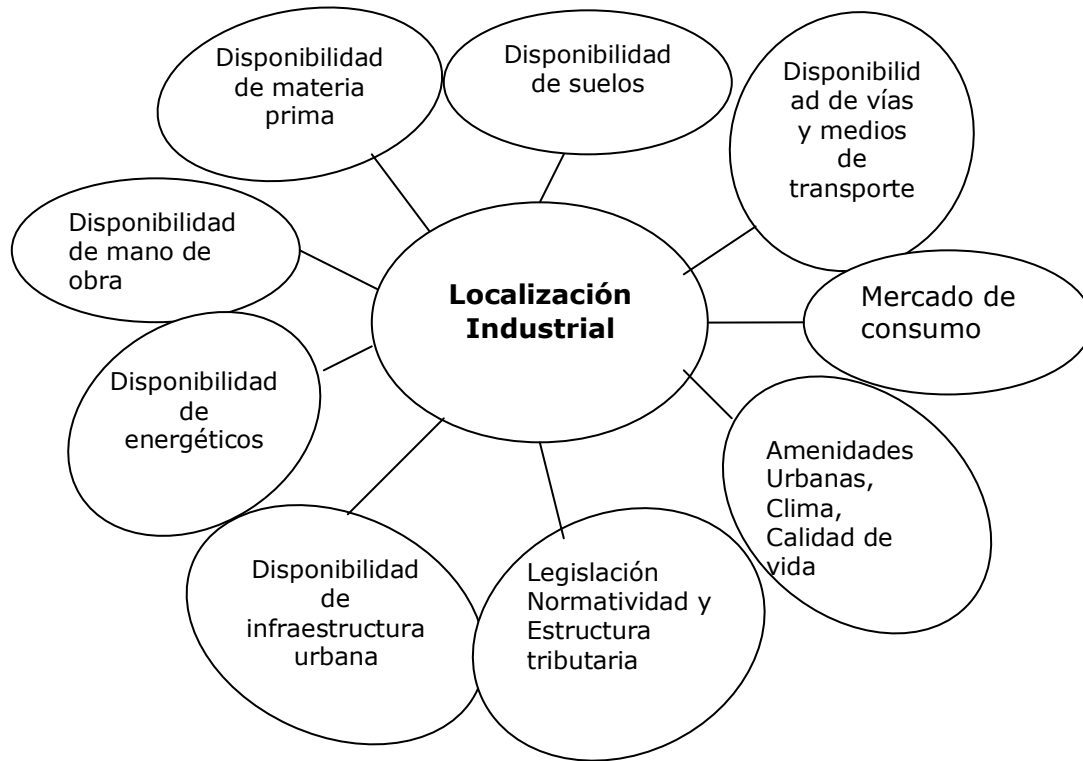 Disponibilidad
de materia
prima
Disponibilidad
de suelos
Disponibilid
ad de vías
y medios
de
transporte
Disponibilidad
de mano de
obra
Localización
Industrial
Mercado de
consumo
Disponibilidad
de
energéticos
Amenidades
Urbanas,
Clima,
Calidad de
vida
Disponibilidad
de
infraestructura
urbana
Legislación
Normatividad y
Estructura
tributaria